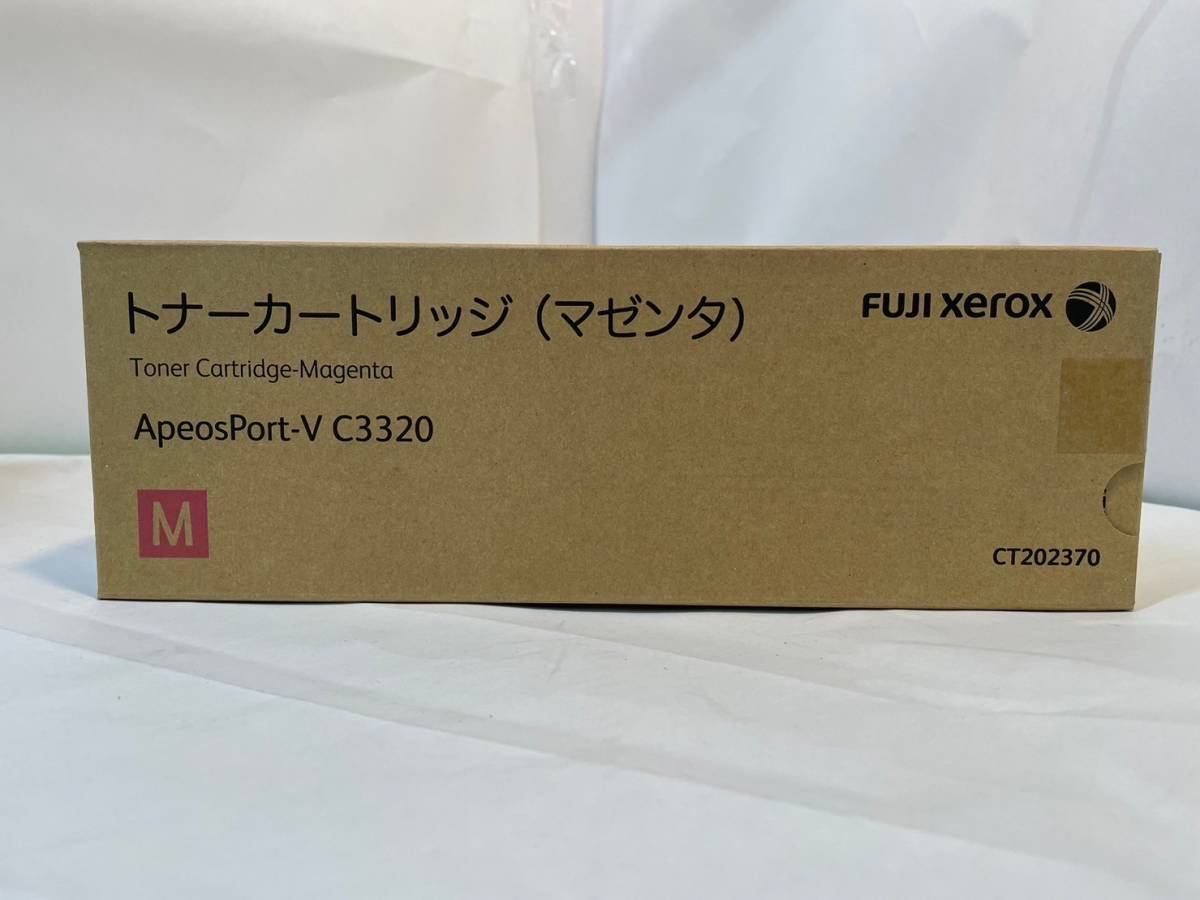 トナーカートリッジ（マゼンタ）
FUJI xerox
Toner Cartridge-Magenta
ApeosPort-V C3320
M
CT202370